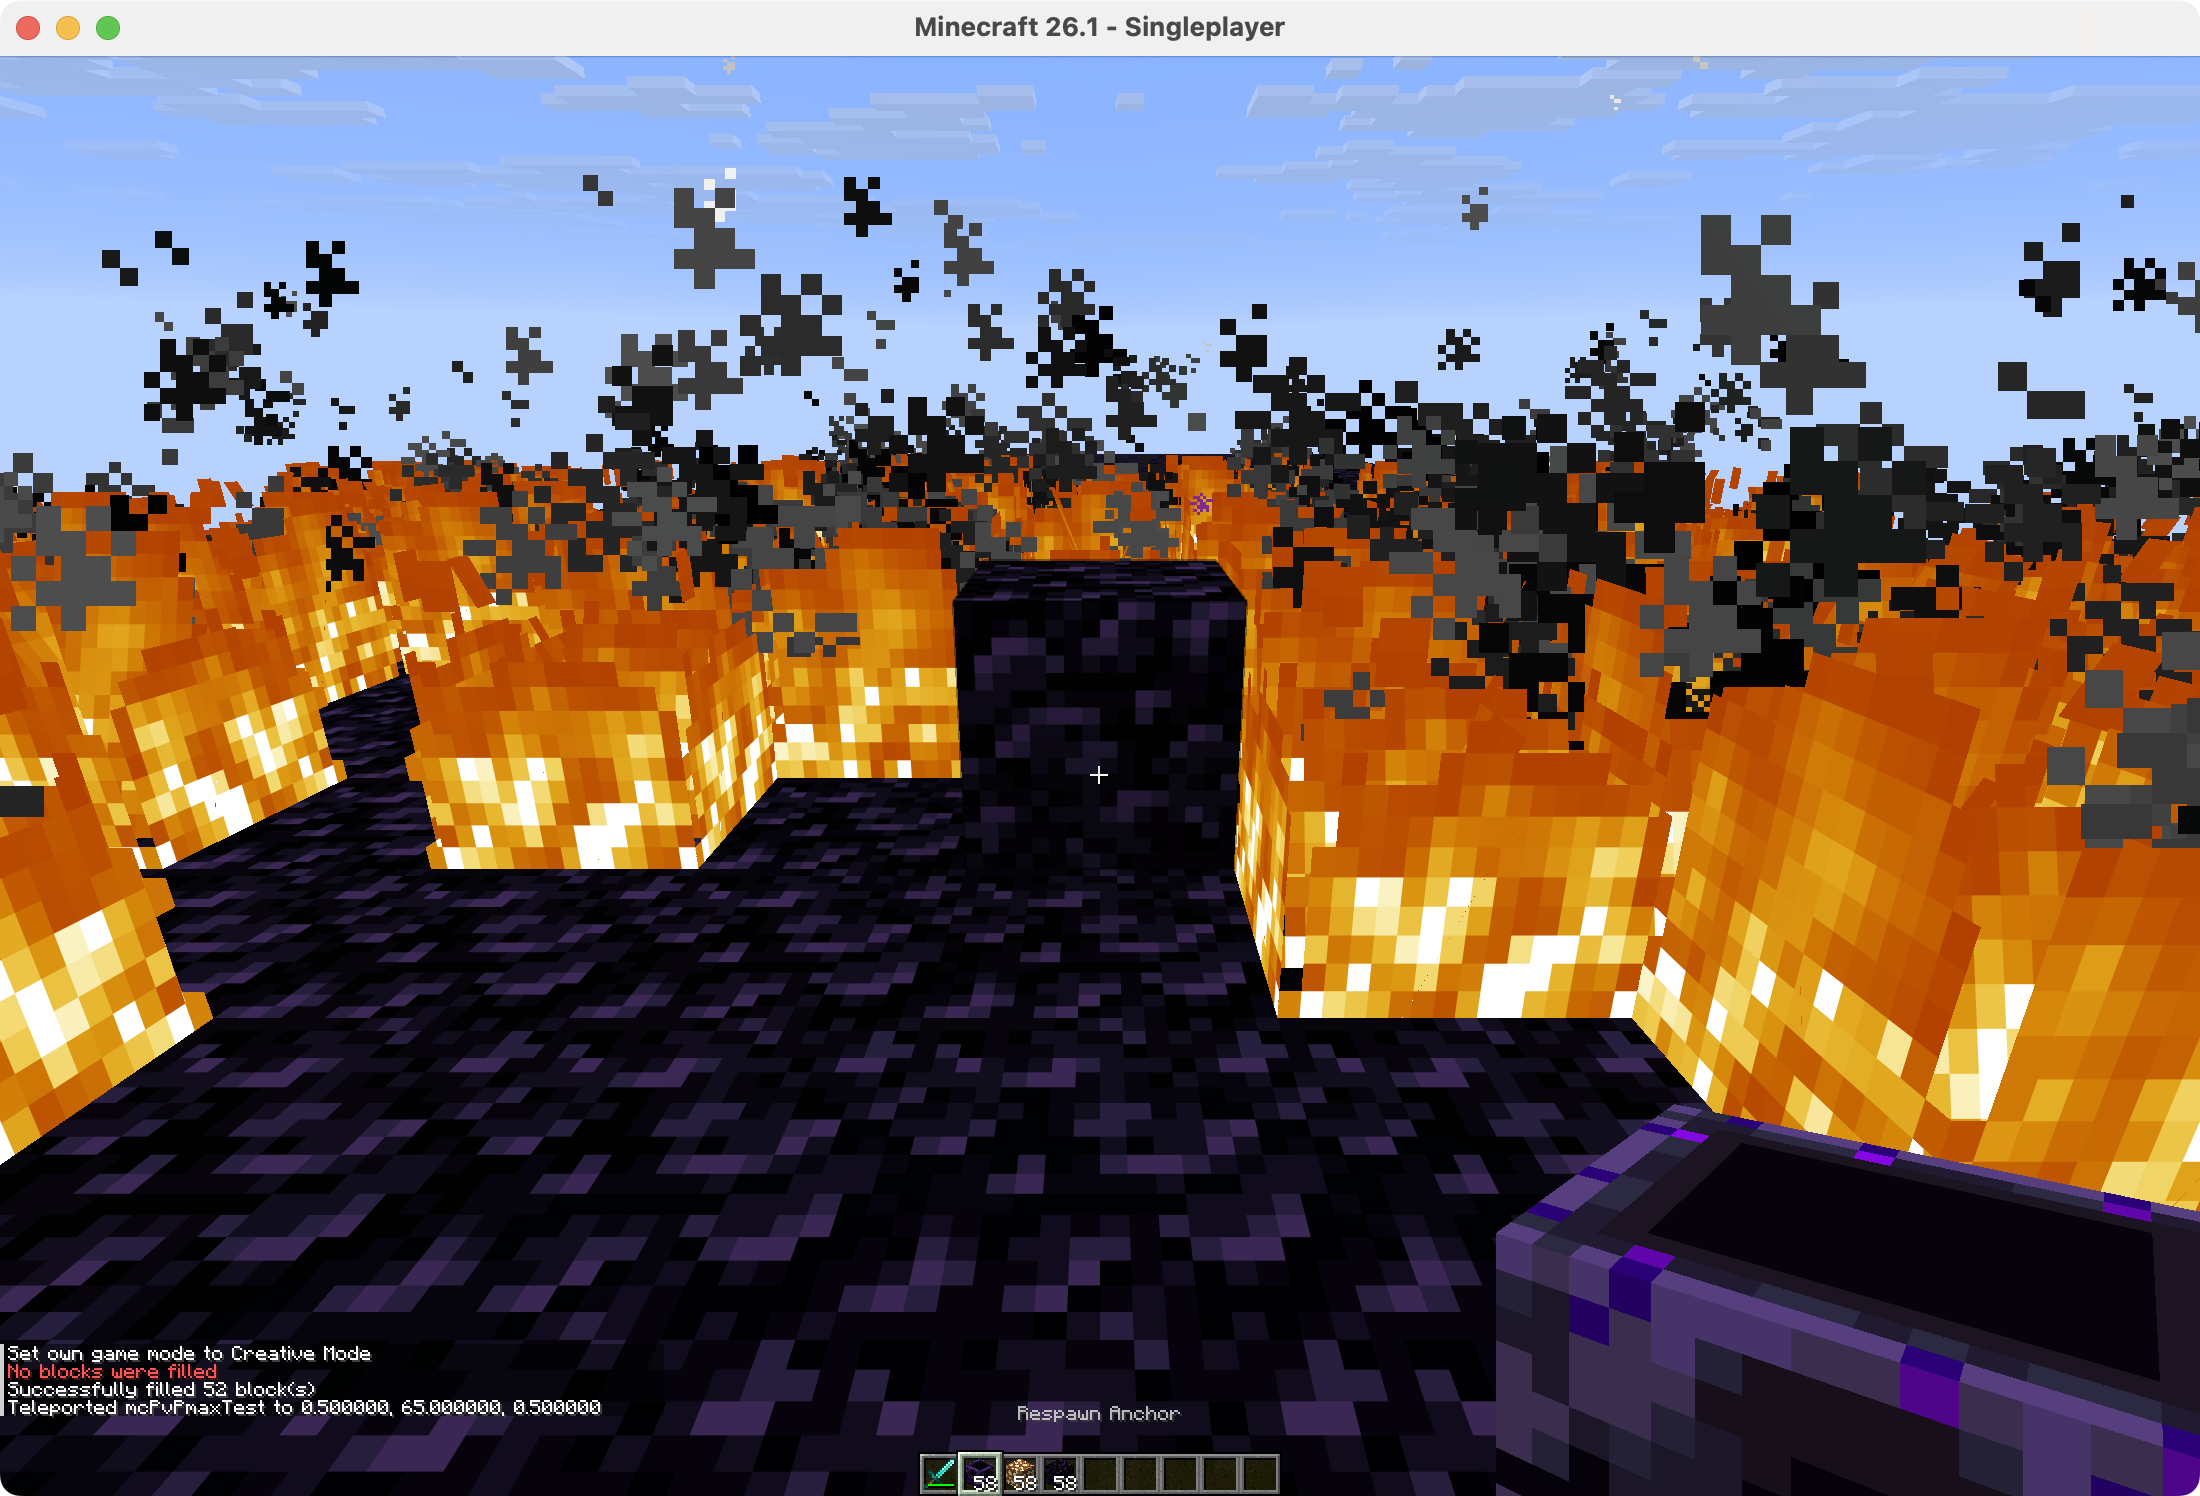 Minecraft 26.1 - Singleplayer
Set own game mode to Creative Mode
No blocks were filled
Successfully filled 52 block(s)
Teleported mcPvPmaxTest to 0.500000, 65.000000, 0.500000
Respawn Anchor
58 58 58